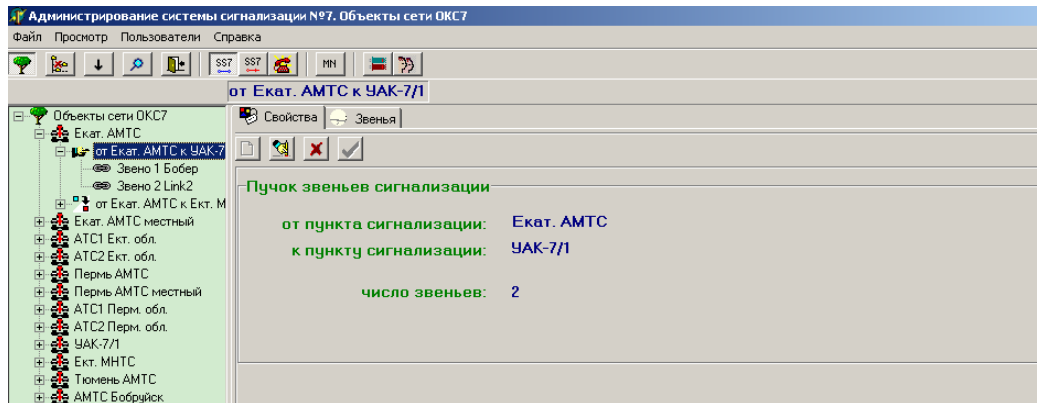 Администрирование системы сигнализации №7. Объекты сети ОКС7
Файл Просмотр Пользователи Справка
SS7 SS7 MN
от Екат. АМТС к УАК-7/1
Объекты сети ОКС7
Екат. АМТС
от Екат. АМТС к УАК-7
Звено 1 Бобер
Звено 2 Link2
от Екат. АМТС к Ект. М
Екат. АМТС местный
АТС1 Ект. обл.
АТС2 Ект. обл.
Пермь АМТС
Пермь АМТС местный
АТС1 Перм. обл.
АТС2 Перм. обл.
УАК-7/1
Ект. МНТС
Тюмень АМТС
АМТС Бобруйск
Свойства Звенья
Пучок звеньев сигнализации
от пункта сигнализации: Екат. АМТС
к пункту сигнализации: УАК-7/1
число звеньев: 2